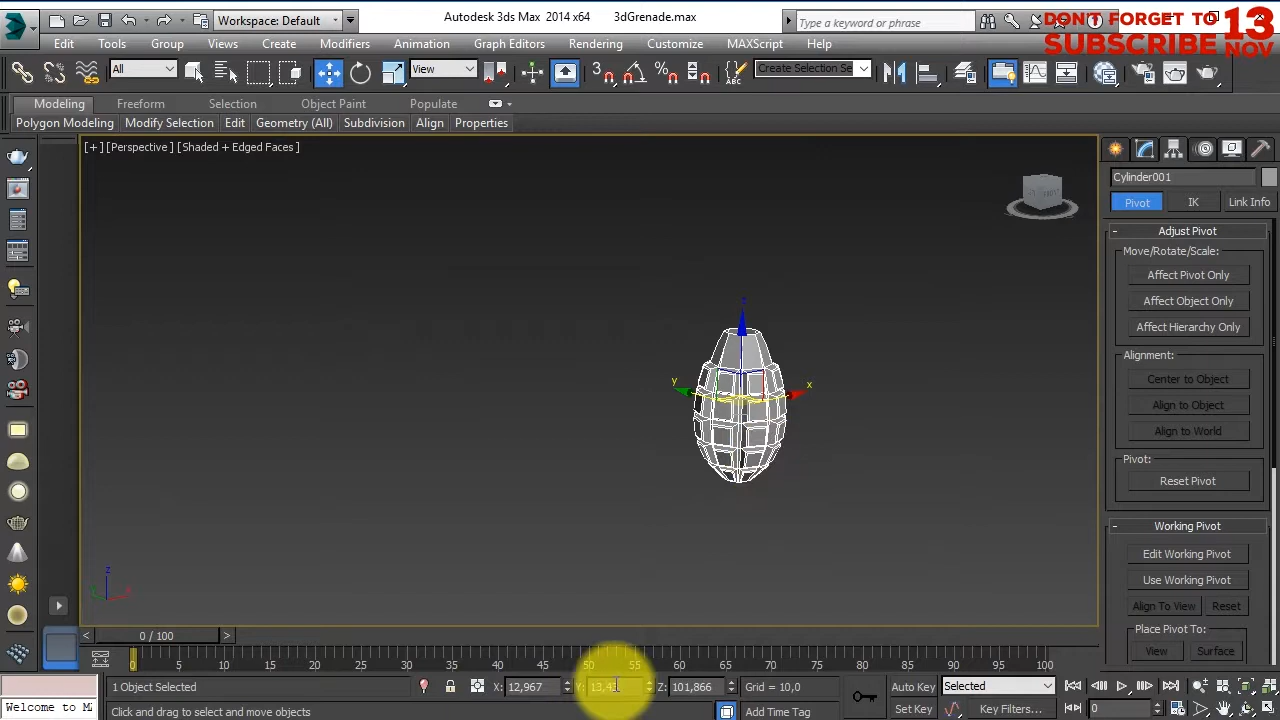 Workspace: Default
Autodesk 3ds Max 2014 x64
3dGrenade.max
Type a keyword or phrase
DON'T FORGET TO
SUBSCRIBE
13
NOV
Edit
Tools
Group
Views
Create
Modifiers
Animation
Graph Editors
Rendering
Customize
MAXScript
Help
All
View
Create Selection Se
Modeling
Freeform
Selection
Object Paint
Populate
Polygon Modeling
Modify Selection
Edit
Geometry (All)
Subdivision
Align
Properties
[+] [Perspective ] [Shaded + Edged Faces ]
Cylinder001
Pivot
IK
Link Info
- Adjust Pivot
Move/Rotate/Scale:
Affect Pivot Only
Affect Object Only
Affect Hierarchy Only
Alignment:
Center to Object
Align to Object
Align to World
Pivot:
Reset Pivot
- Working Pivot
Edit Working Pivot
Use Working Pivot
Align To View
Reset
Place Pivot To:
View
Surface
z
y
x
z
x
< 0 / 100 >
0 5 10 15 20 25 30 35 40 45 50 55 60 65 70 75 80 85 90 95 100
1 Object Selected
X: 12,967
Y: 13,43
Z: 101,866
Grid = 10,0
Auto Key
Selected
Welcome to M
Click and drag to select and move objects
Add Time Tag
Set Key
Key Filters...
0